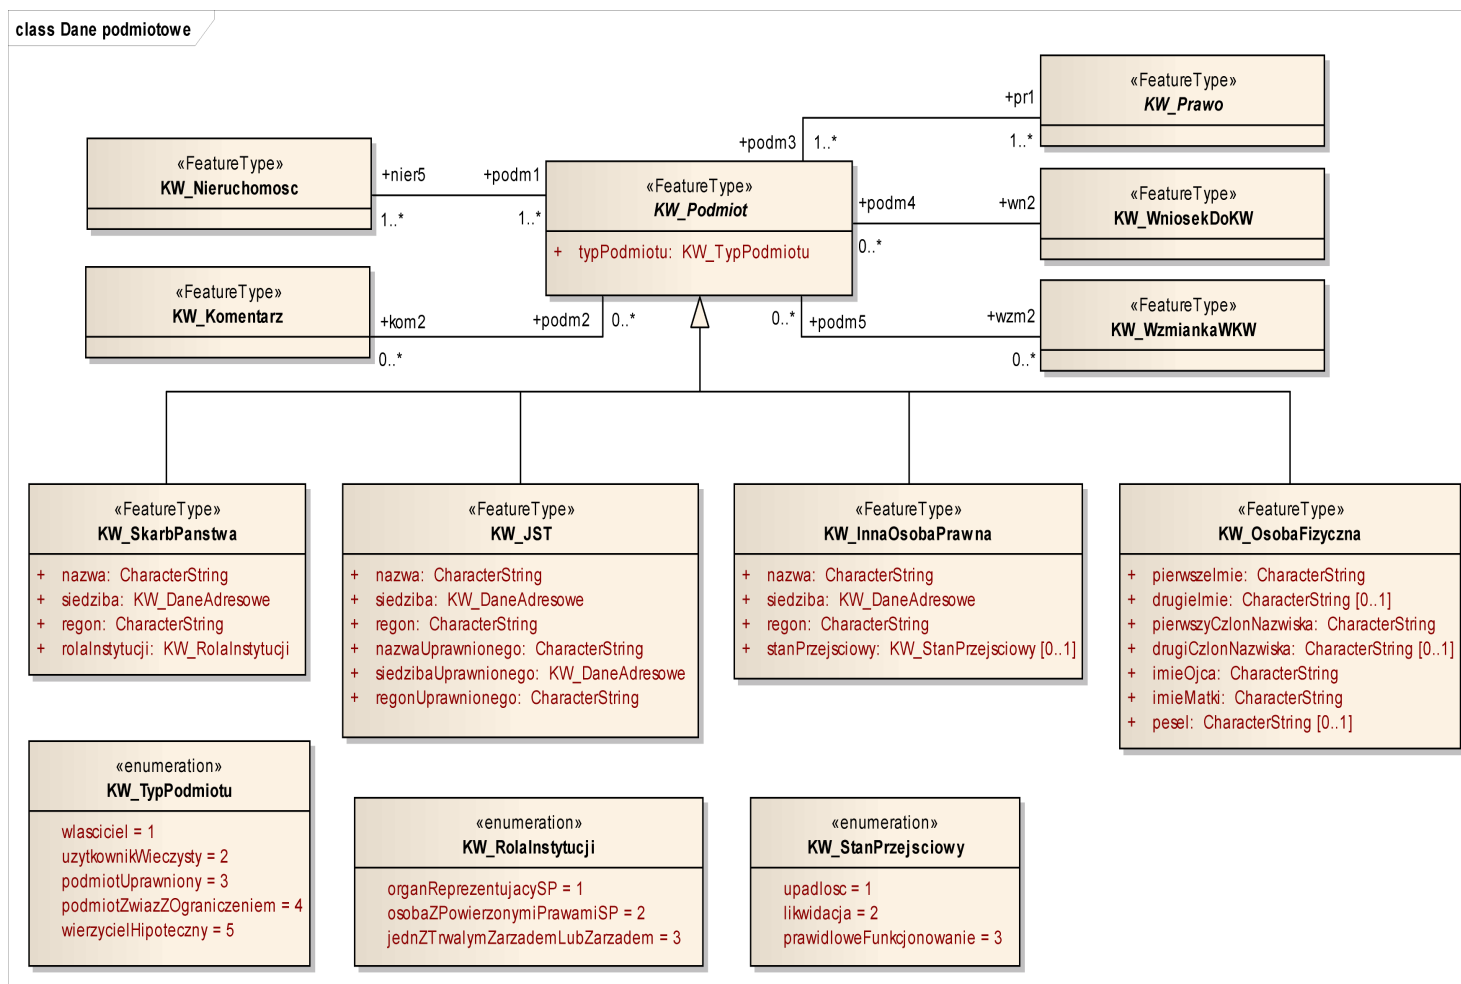 class Dane podmiotowe
«FeatureType»
KW_Prawo
+pr1
1..*
+podm3
1..*
«FeatureType»
KW_Nieruchomosc
+nier5
1..*
+podm1
1..*
«FeatureType»
KW_Podmiot
+ typPodmiotu: KW_TypPodmiotu
+podm4
0..*
+wn2
«FeatureType»
KW_WniosekDoKW
«FeatureType»
KW_Komentarz
+kom2
0..*
+podm2
0..*
0..*
+podm5
+wzm2
0..*
«FeatureType»
KW_WzmiankaWKW
«FeatureType»
KW_SkarbPanstwa
+ nazwa: CharacterString
+ siedziba: KW_DaneAdresowe
+ regon: CharacterString
+ rolaInstytucji: KW_RolaInstytucji
«FeatureType»
KW_JST
+ nazwa: CharacterString
+ siedziba: KW_DaneAdresowe
+ regon: CharacterString
+ nazwaUprawnionego: CharacterString
+ siedzibaUprawnionego: KW_DaneAdresowe
+ regonUprawnionego: CharacterString
«FeatureType»
KW_InnaOsobaPrawna
+ nazwa: CharacterString
+ siedziba: KW_DaneAdresowe
+ regon: CharacterString
+ stanPrzejsciowy: KW_StanPrzejsciowy [0..1]
«FeatureType»
KW_OsobaFizyczna
+ pierwszeImie: CharacterString
+ drugieImie: CharacterString [0..1]
+ pierwszyCzlonNazwiska: CharacterString
+ drugiCzlonNazwiska: CharacterString [0..1]
+ imieOjca: CharacterString
+ imieMatki: CharacterString
+ pesel: CharacterString [0..1]
«enumeration»
KW_TypPodmiotu
wlasciciel = 1
uzytkownikWieczysty = 2
podmiotUprawniony = 3
podmiotZwiazZOgraniczeniem = 4
wierzycielHipoteczny = 5
«enumeration»
KW_RolaInstytucji
organReprezentujacySP = 1
osobaZPowierzonymiPrawamiSP = 2
jednZTrwalymZarzademLubZarzadem = 3
«enumeration»
KW_StanPrzejsciowy
upadlosc = 1
likwidacja = 2
prawidloweFunkcjonowanie = 3